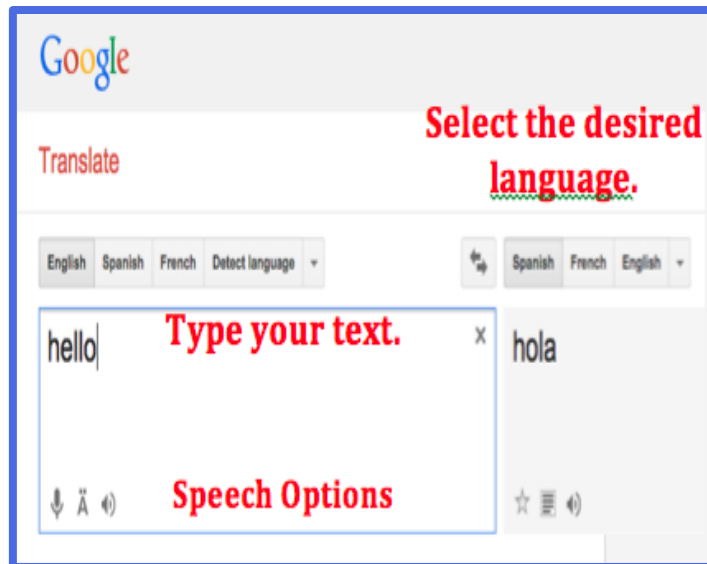 Google
Select the desired
language.
Translate
English Spanish French Detect language
Spanish French English
hello
Type your text.
x
hola
Ä
Speech Options